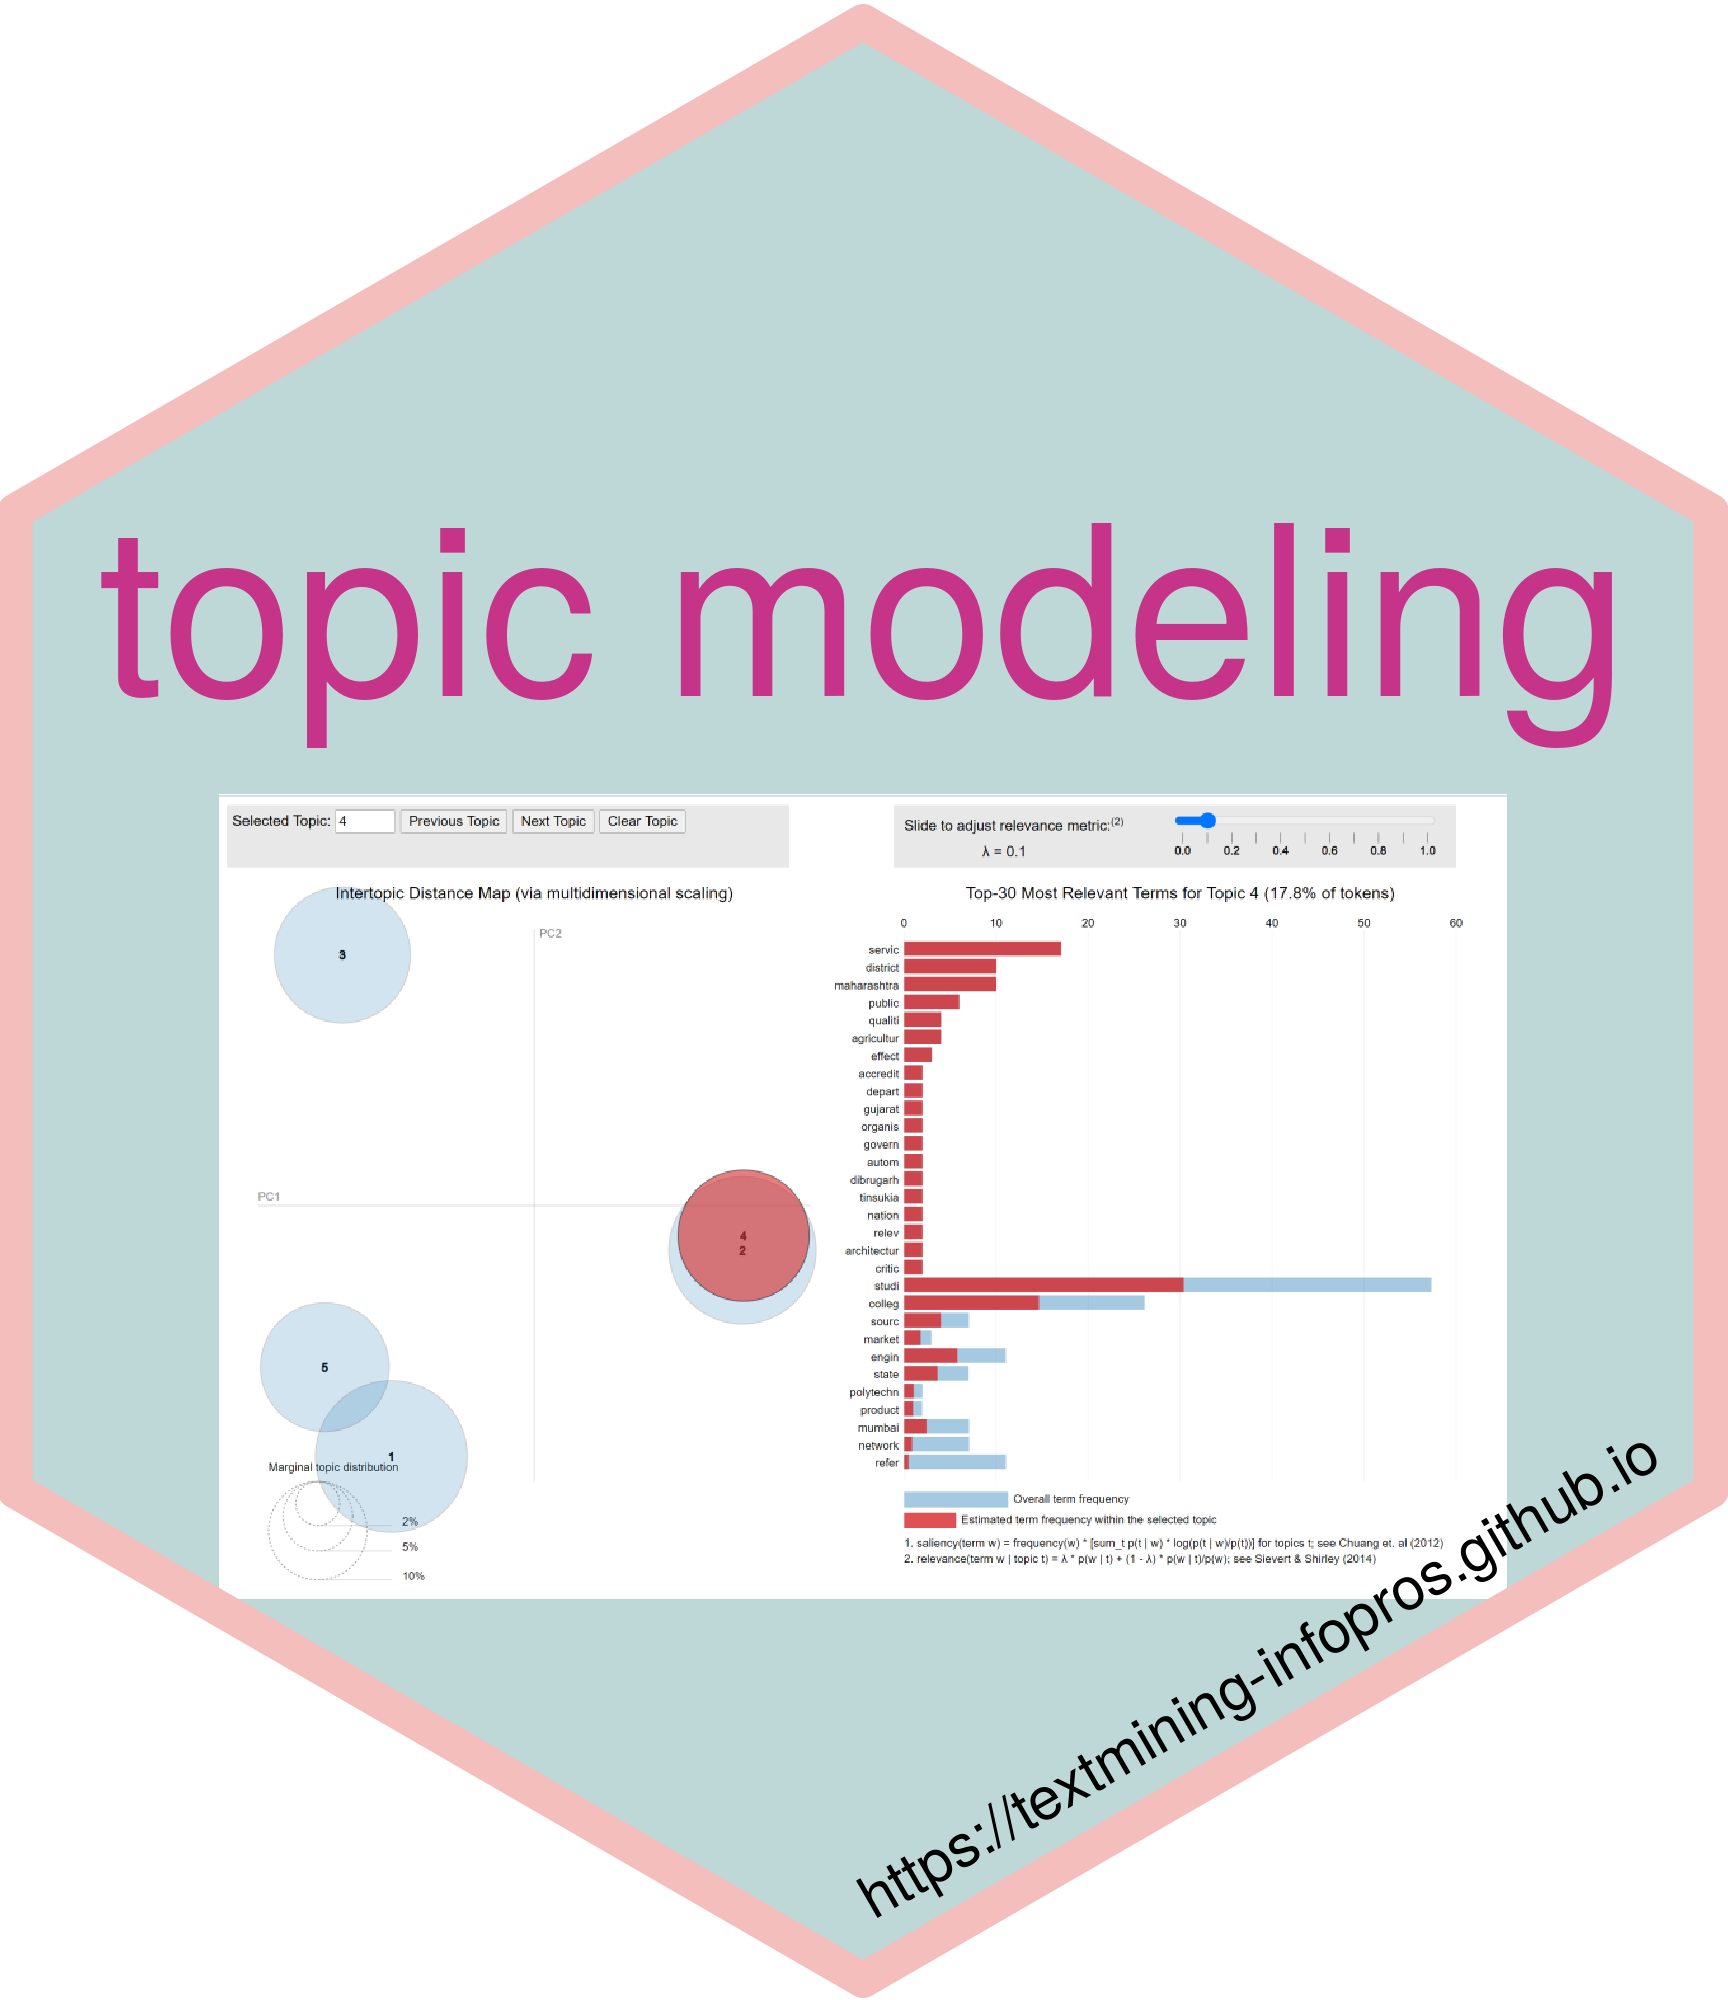 topic modeling
Selected Topic: 4 Previous Topic Next Topic Clear Topic
Slide to adjust relevance metric:(2)
λ = 0.1
0.0 0.2 0.4 0.6 0.8 1.0
Intertopic Distance Map (via multidimensional scaling)
PC2
PC1
3
4
2
5
1
Marginal topic distribution
2%
5%
10%
Top-30 Most Relevant Terms for Topic 4 (17.8% of tokens)
0 10 20 30 40 50 60
servic
district
maharashtra
public
qualiti
agricultur
effect
accredit
depart
gujarat
organis
govern
autom
dibrugarh
tinsukia
nation
relev
architectur
critic
studi
colleg
sourc
market
engin
state
polytechn
product
mumbai
network
refer
Overall term frequency
Estimated term frequency within the selected topic
1. saliency(term w) = frequency(w) * [sum_t p(t | w) * log(p(t | w)/p(t))] for topics t; see Chuang et. al (2012)
2. relevance(term w | topic t) = λ * p(w | t) + (1 - λ) * p(w | t)/p(w); see Sievert & Shirley (2014)
https://textmining-infopros.github.io